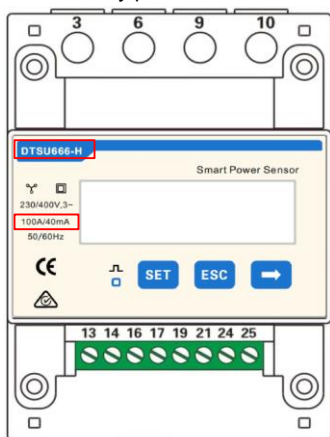 3 6 9 10
DTSU666-H
Smart Power Sensor
230/400V,3~
100A/40mA
50/60Hz
CE
SET ESC
13 14 16 17 19 21 24 25